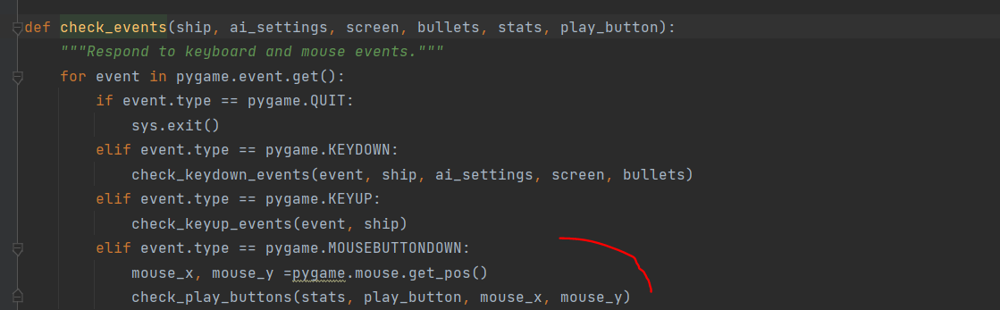 def check_events(ship, ai_settings, screen, bullets, stats, play_button):
"""Respond to keyboard and mouse events."""
for event in pygame.event.get():
if event.type == pygame.QUIT:
sys.exit()
elif event.type == pygame.KEYDOWN:
check_keydown_events(event, ship, ai_settings, screen, bullets)
elif event.type == pygame.KEYUP:
check_keyup_events(event, ship)
elif event.type == pygame.MOUSEBUTTONDOWN:
mouse_x, mouse_y =pygame.mouse.get_pos()
check_play_buttons(stats, play_button, mouse_x, mouse_y)